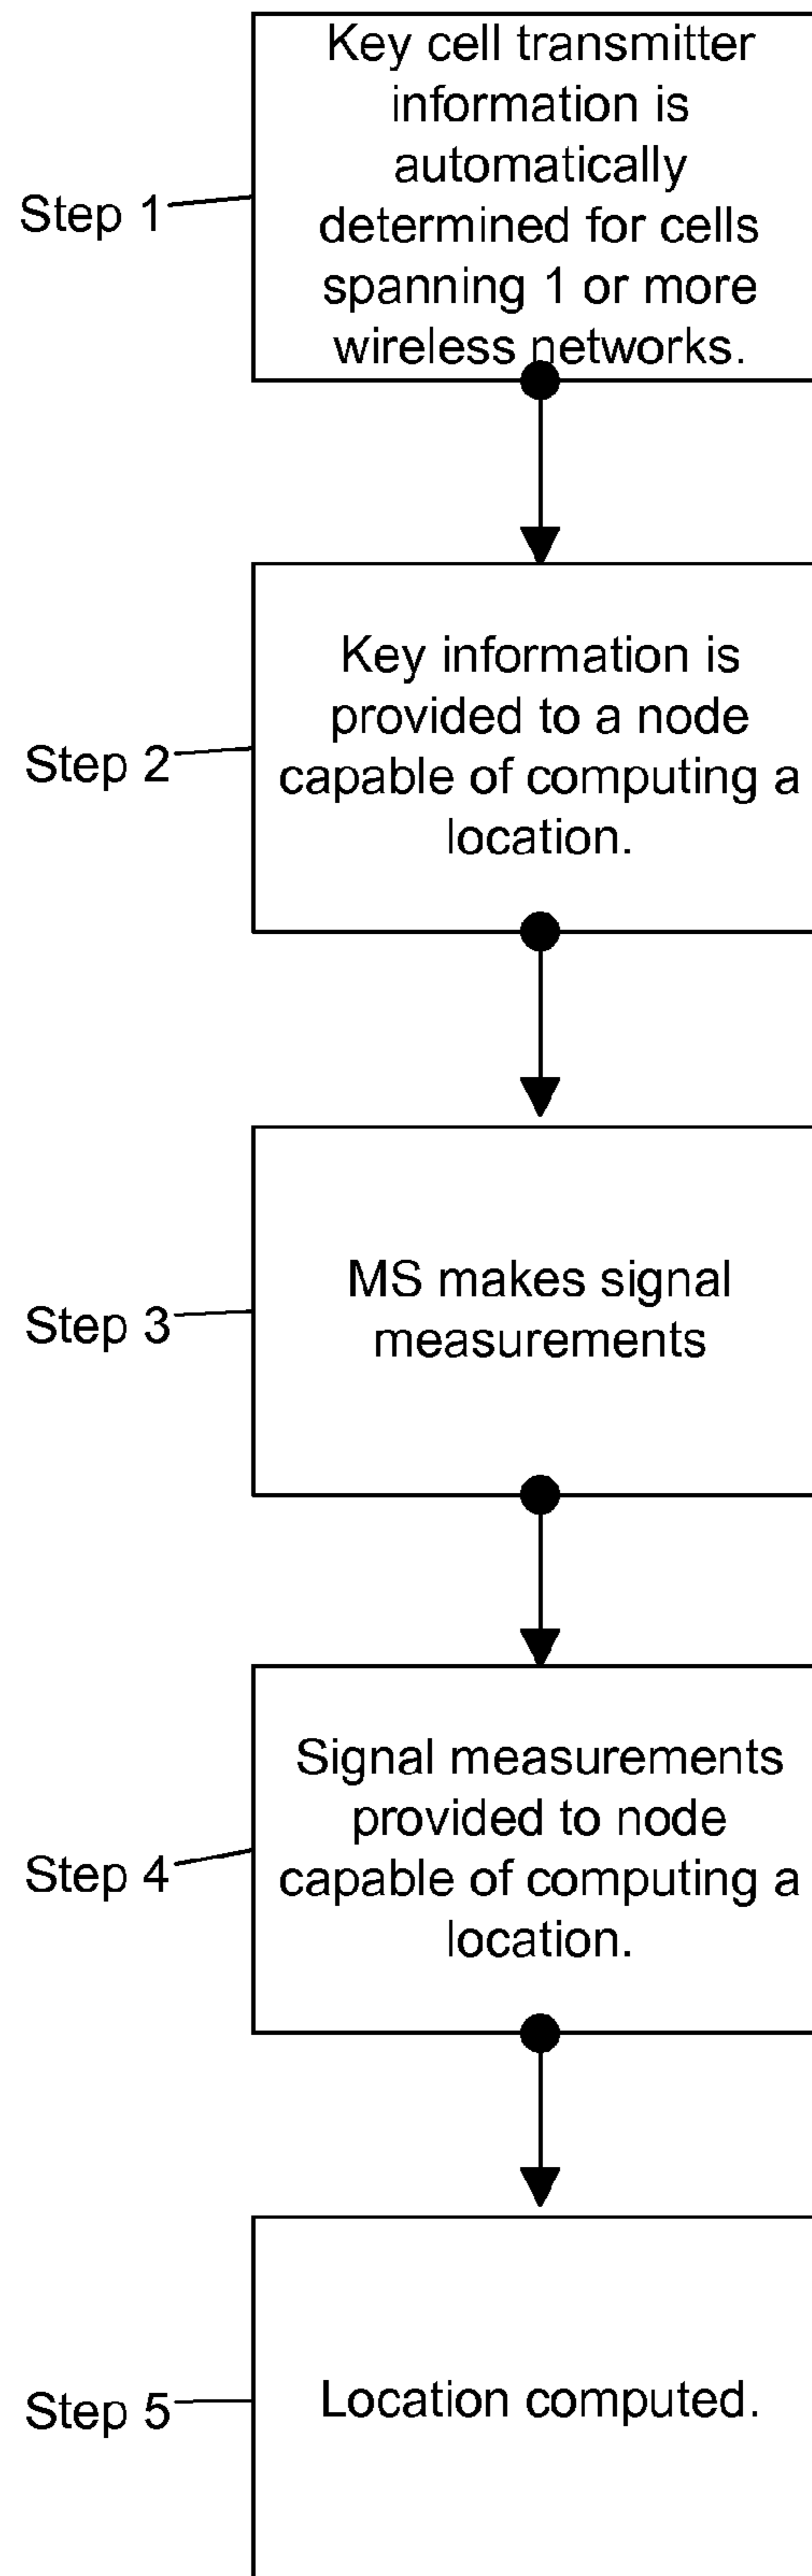 Key cell transmitter
information is
automatically
Step 1
determined for cells
spanning 1 or more
wireless networks.
Key information is
provided to a node
Step 2
capable of computing a
location.
MS makes signal
Step 3
measurements
Signal measurements
provided to node
Step 4
capable of computing a
location.
Step 5
Location computed.